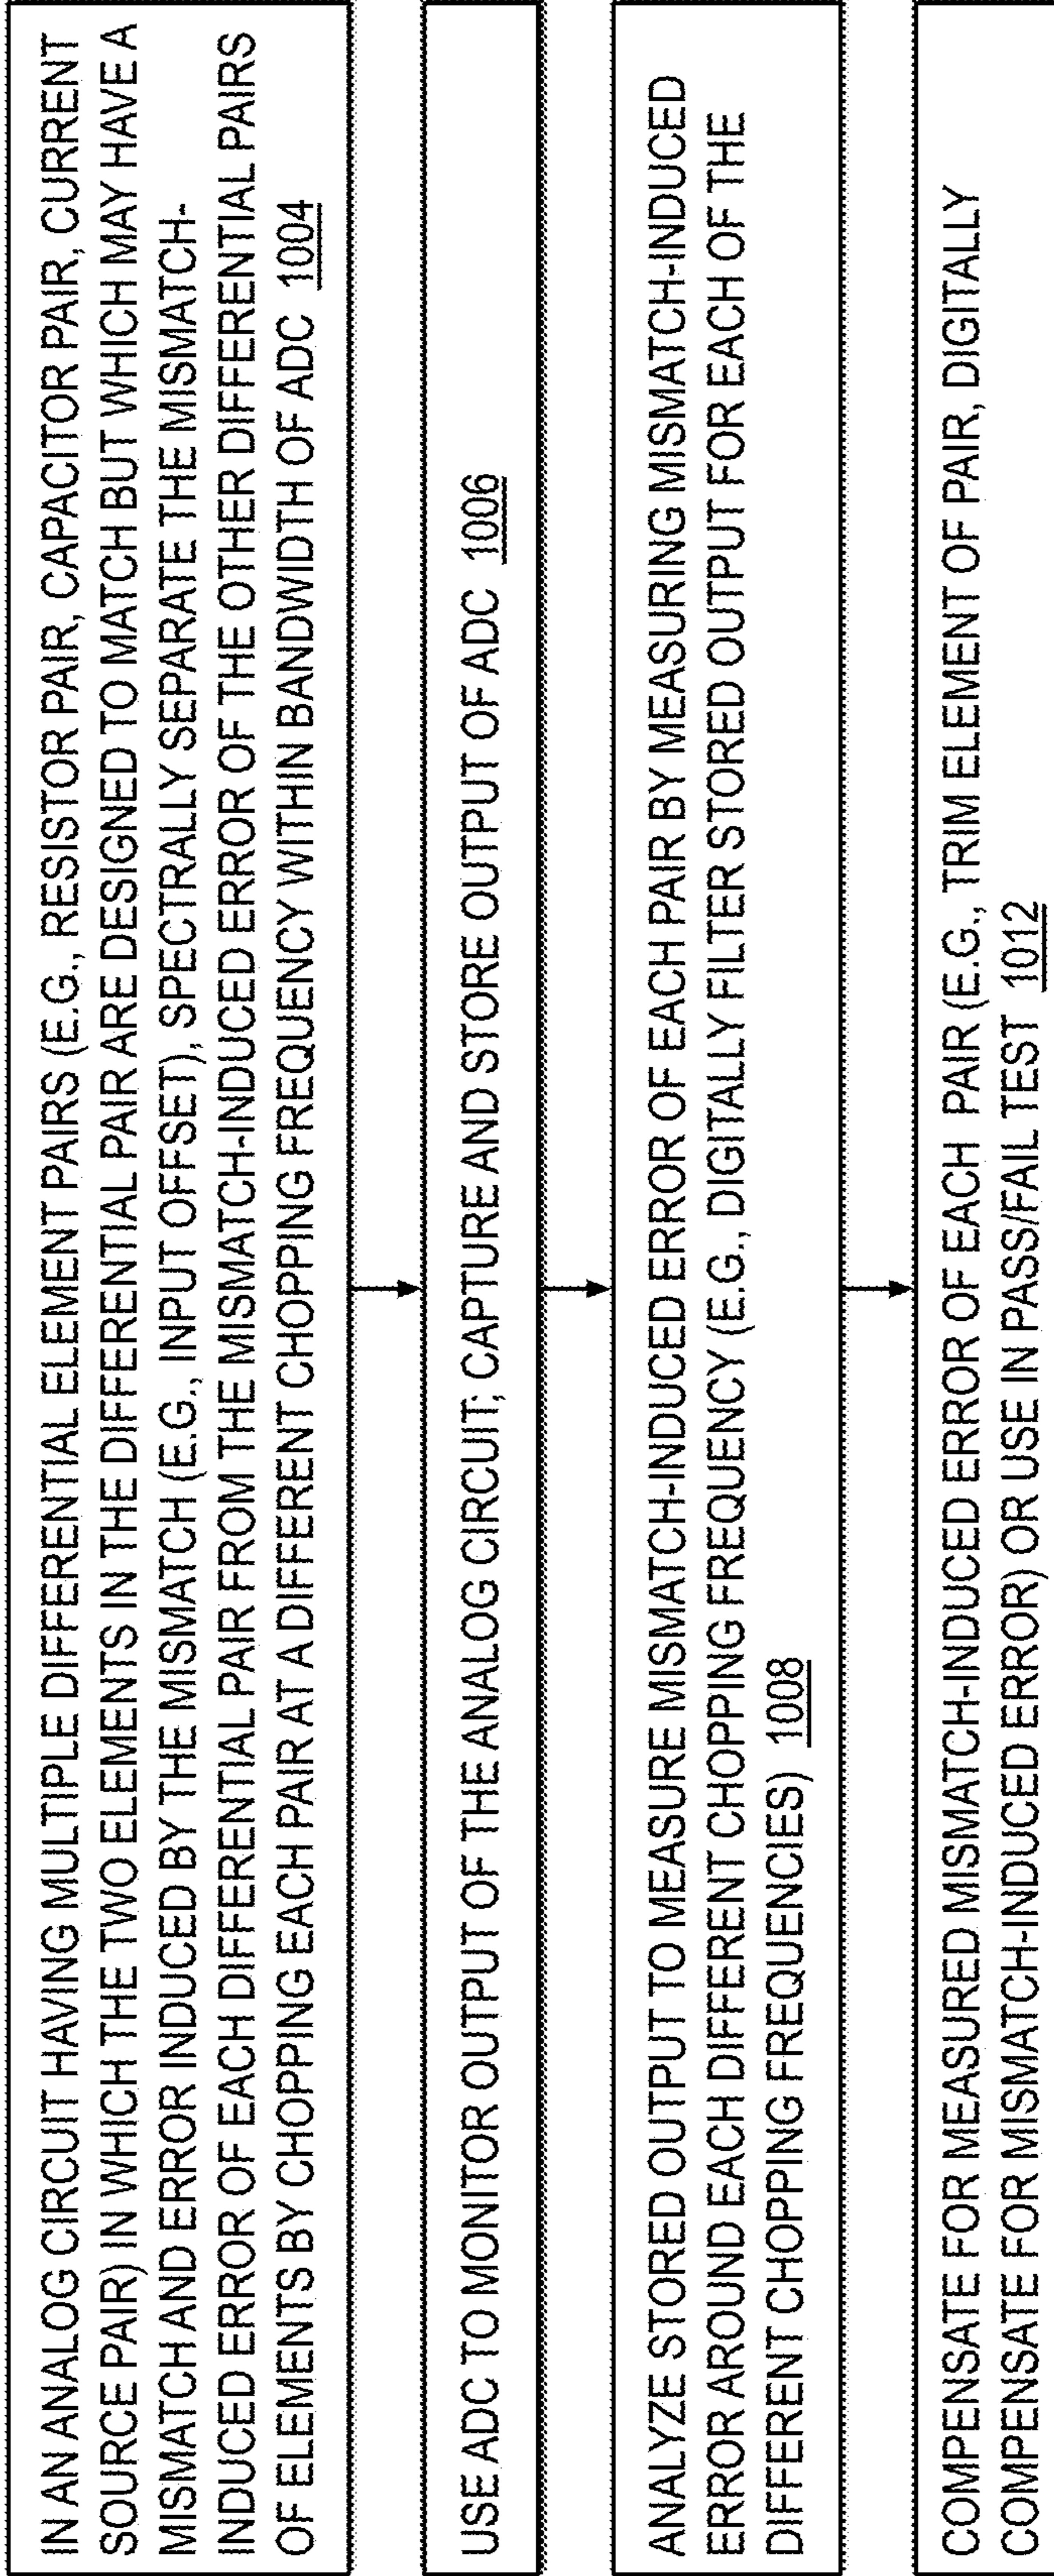 IN AN ANALOG CIRCUIT HAVING MULTIPLE DIFFERENTIAL ELEMENT PAIRS (E.G., RESISTOR PAIR, CAPACITOR PAIR, CURRENT
SOURCE PAIR) IN WHICH THE TWO ELEMENTS IN THE DIFFERENTIAL PAIR ARE DESIGNED TO MATCH BUT WHICH MAY HAVE A
MISMATCH AND ERROR INDUCED BY THE MISMATCH (E.G., INPUT OFFSET), SPECTRALLY SEPARATE THE MISMATCH-
INDUCED ERROR OF EACH DIFFERENTIAL PAIR FROM THE MISMATCH-INDUCED ERROR OF THE OTHER DIFFERENTIAL PAIRS
OF ELEMENTS BY CHOPPING EACH PAIR AT A DIFFERENT CHOPPING FREQUENCY WITHIN BANDWIDTH OF ADC 1004
USE ADC TO MONITOR OUTPUT OF THE ANALOG CIRCUIT; CAPTURE AND STORE OUTPUT OF ADC 1006
ANALYZE STORED OUTPUT TO MEASURE MISMATCH-INDUCED ERROR OF EACH PAIR BY MEASURING MISMATCH-INDUCED
ERROR AROUND EACH DIFFERENT CHOPPING FREQUENCY (E.G., DIGITALLY FILTER STORED OUTPUT FOR EACH OF THE
DIFFERENT CHOPPING FREQUENCIES) 1008
COMPENSATE FOR MEASURED MISMATCH-INDUCED ERROR OF EACH PAIR (E.G., TRIM ELEMENT OF PAIR, DIGITALLY
COMPENSATE FOR MISMATCH-INDUCED ERROR) OR USE IN PASS/FAIL TEST 1012